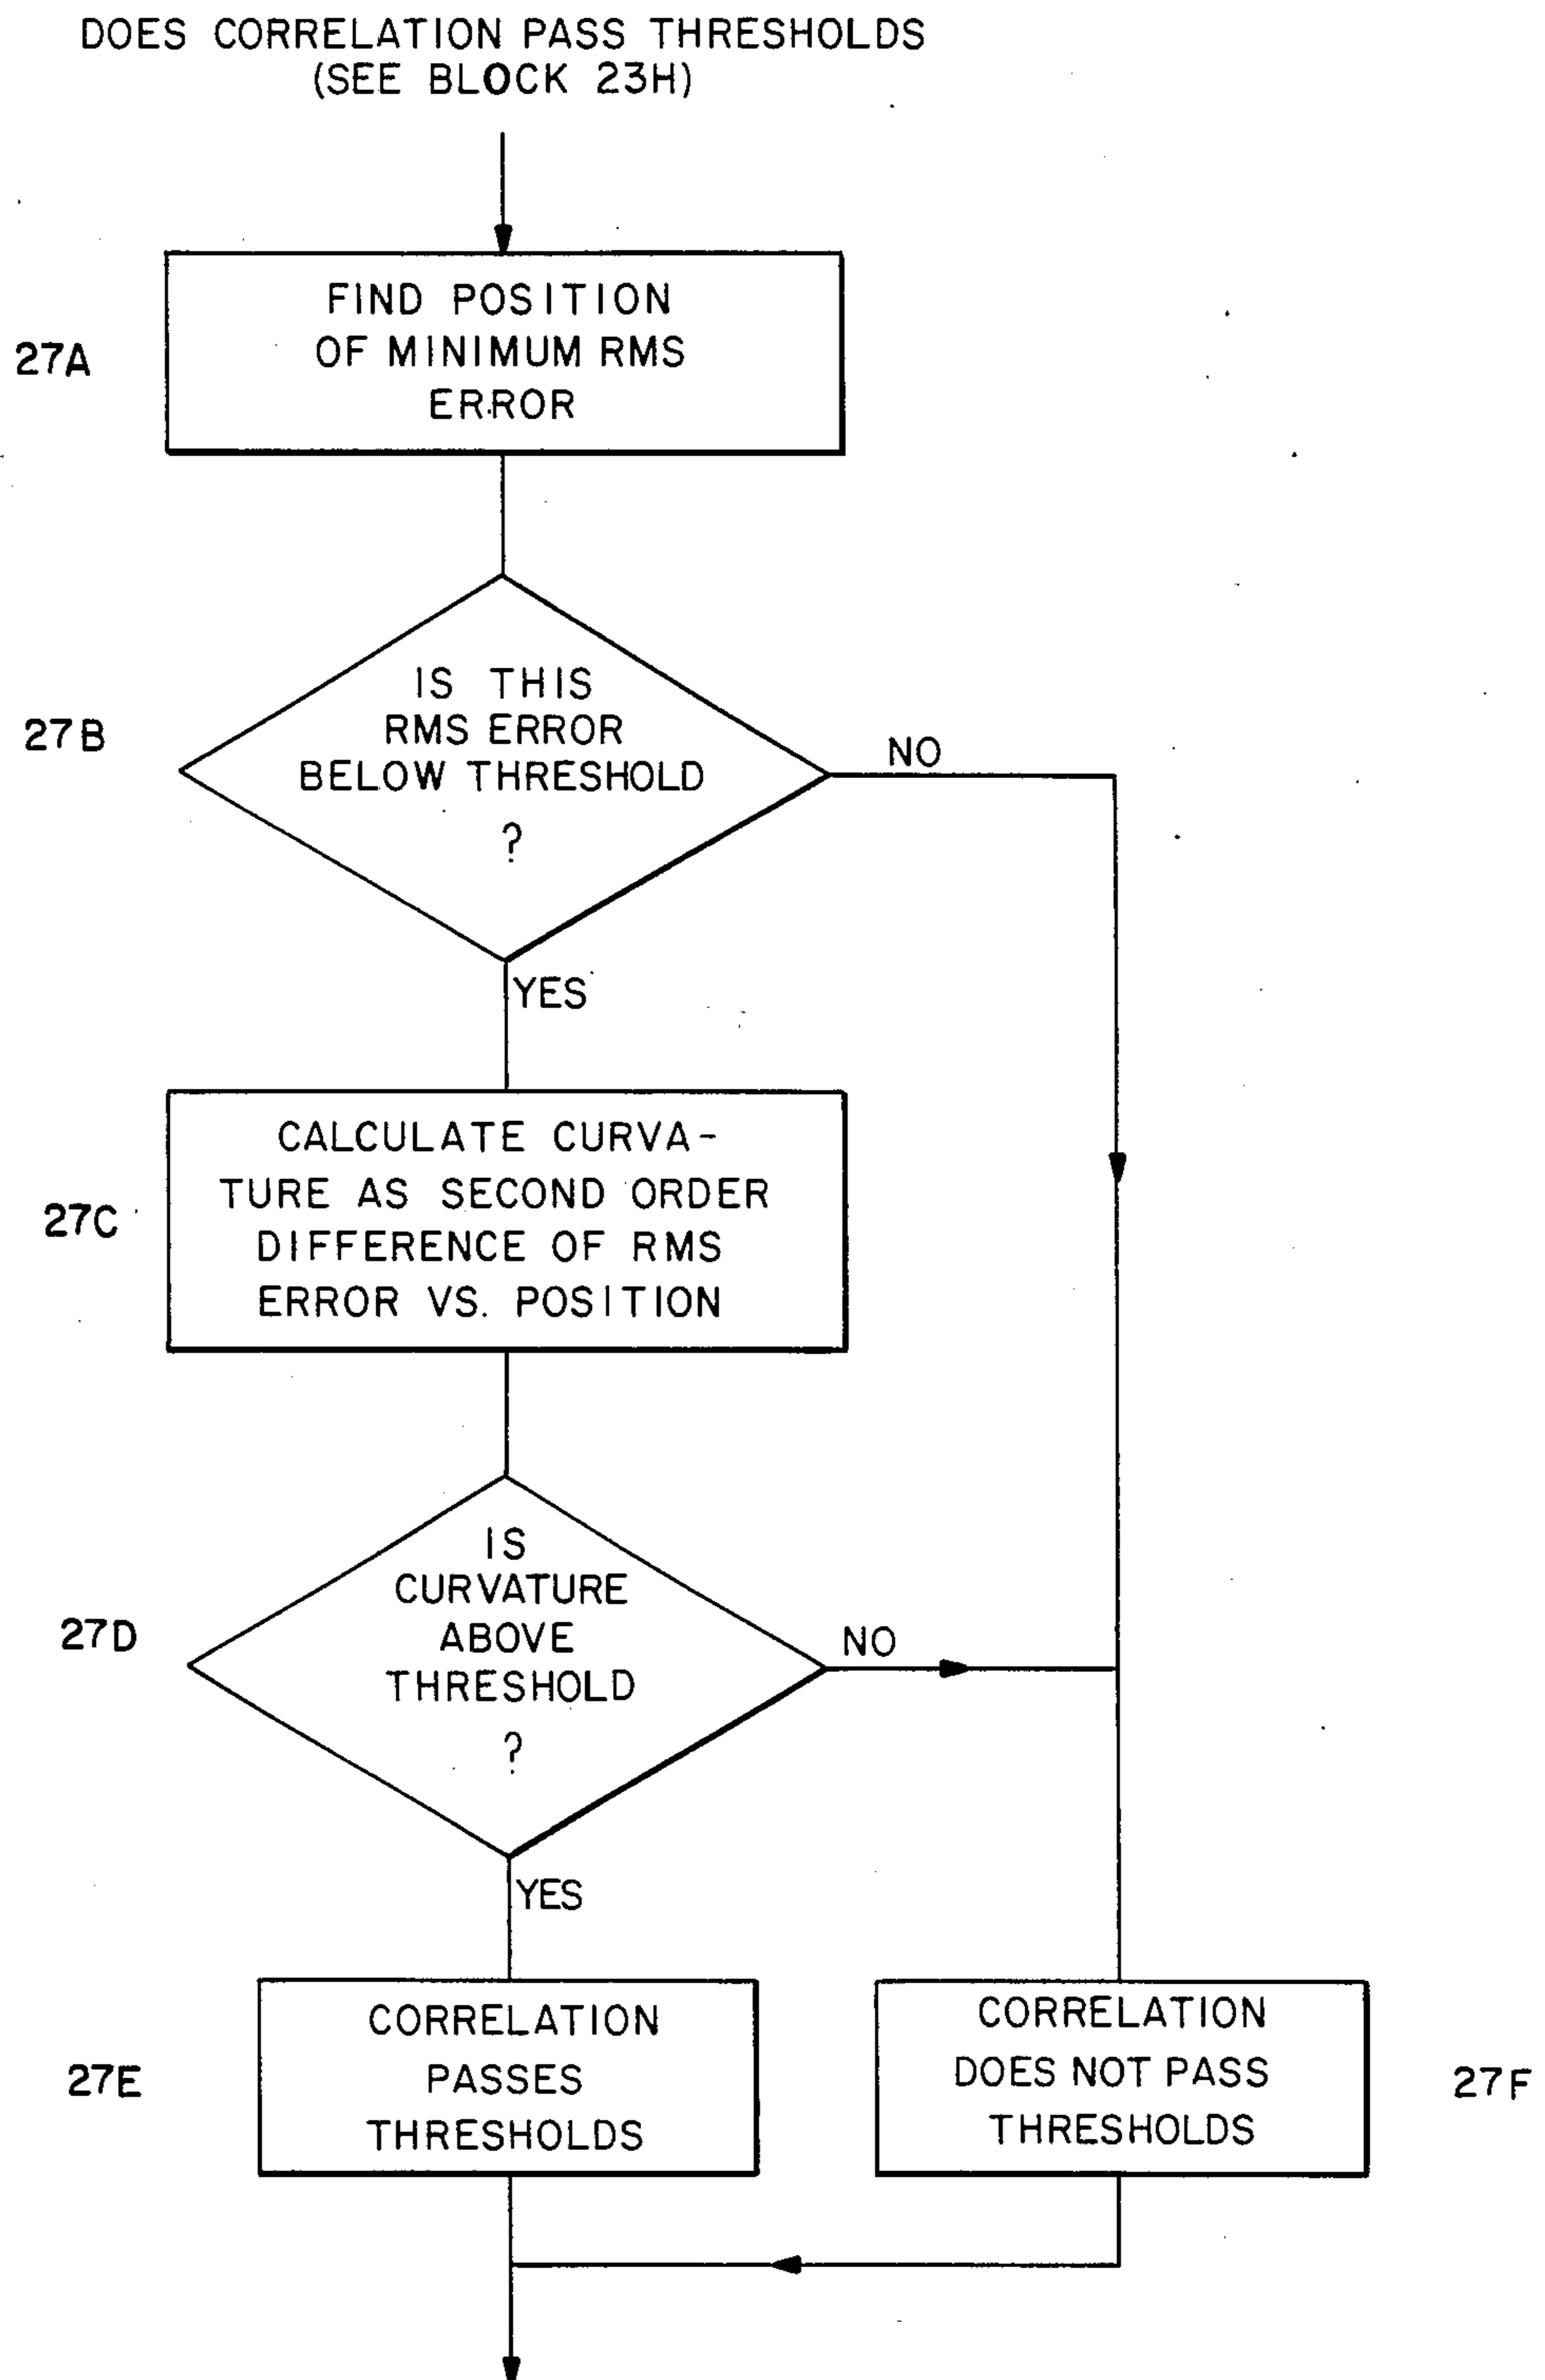 DOES CORRELATION PASS THRESHOLDS
(SEE BLOCK 23H)
27A
FIND POSITION
OF MINIMUM RMS
ERROR
27B
IS THIS
RMS ERROR
BELOW THRESHOLD
?
NO
YES
27C
CALCULATE CURVA-
TURE AS SECOND ORDER
DIFFERENCE OF RMS
ERROR VS. POSITION
27D
IS
CURVATURE
ABOVE
THRESHOLD
?
NO
YES
27E
CORRELATION
PASSES
THRESHOLDS
CORRELATION
DOES NOT PASS
THRESHOLDS
27F